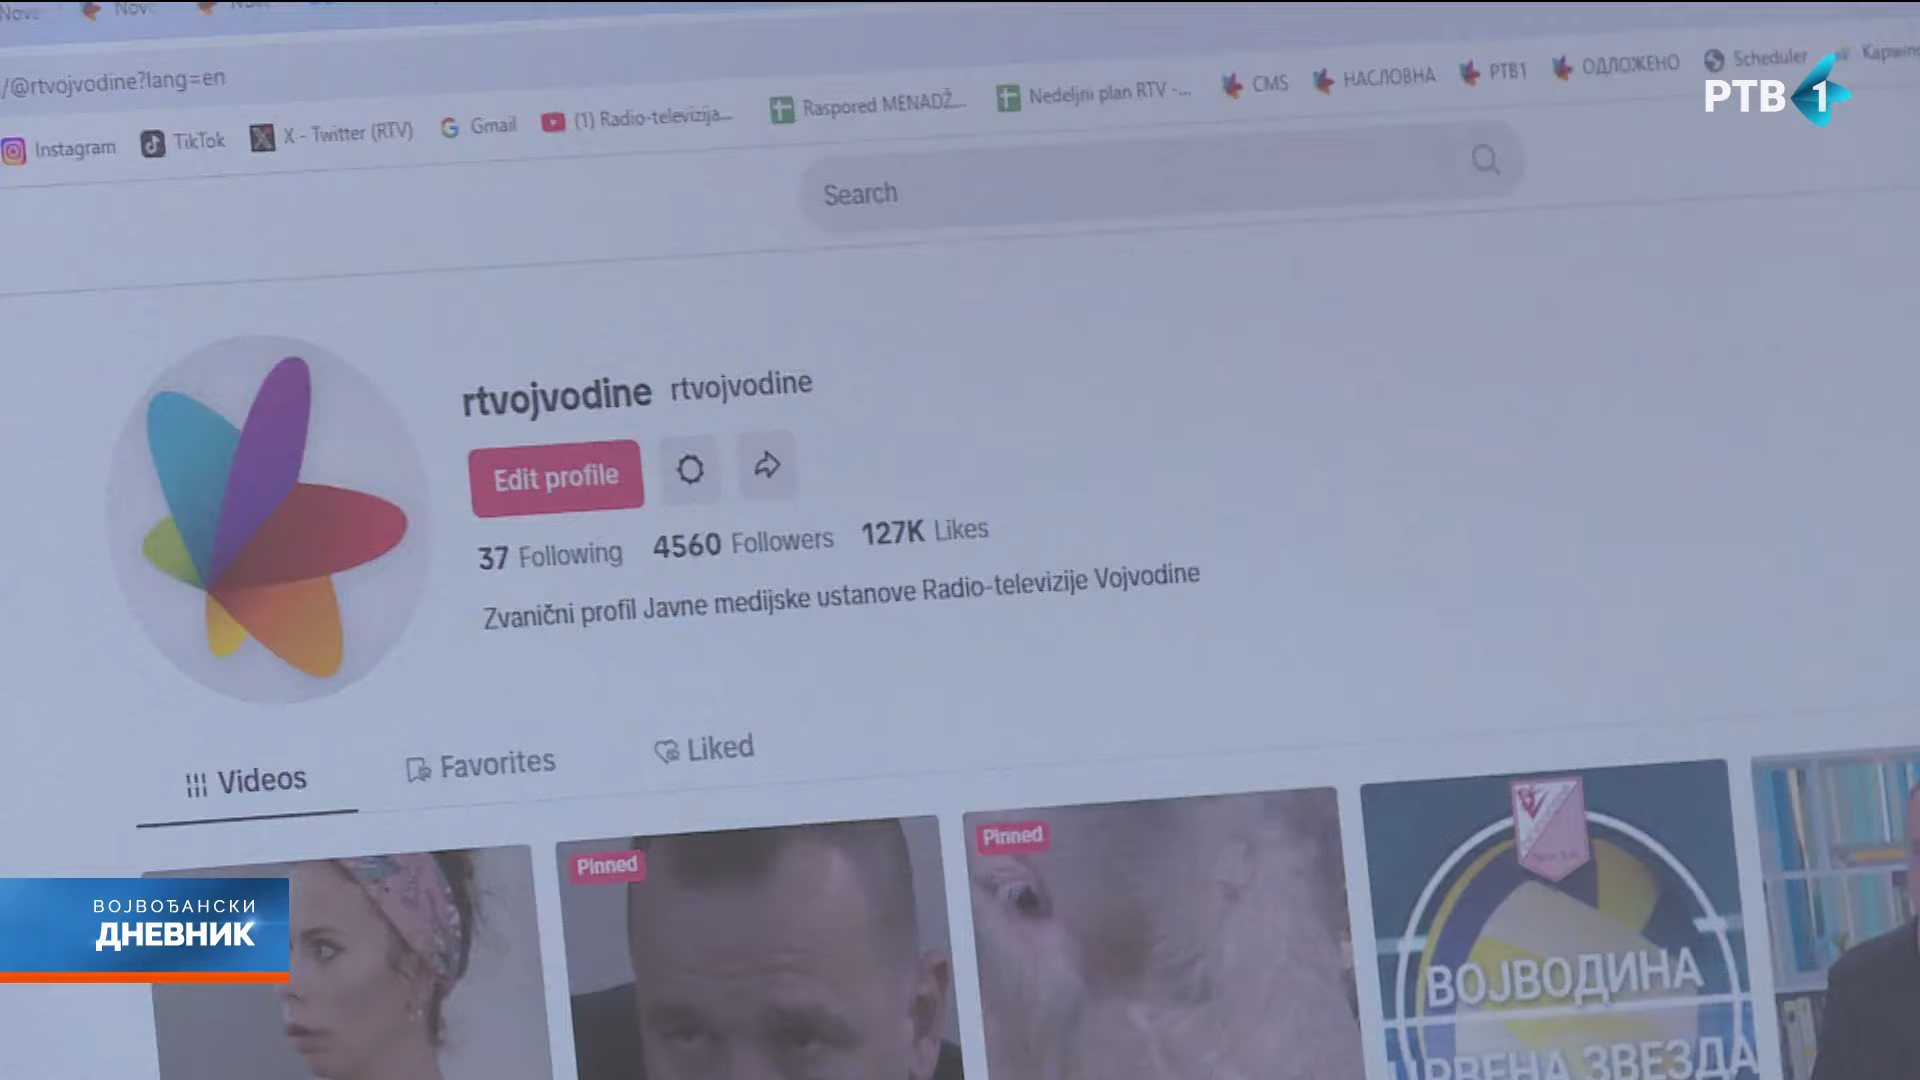 /@rtvojvodine?lang=en
Instagram
TikTok
X - Twitter (RTV)
Gmail
(1) Radio-televizija...
Raspored MENADŽ...
Nedeljni plan RTV -...
CMS
НАСЛОВНА
РТВ1
ОДЛОЖЕНО
Scheduler
РТВ 1
Search
rtvojvodine rtvojvodine
Edit profile
37 Following 4560 Followers 127K Likes
Zvanični profil Javne medijske ustanove Radio-televizije Vojvodine
Videos
Favorites
Liked
Pinned
Pinned
ВОЈВОЂАНСКИ
ДНЕВНИК
ВОЈВОДИНА
ЦРВЕНА ЗВЕЗДА